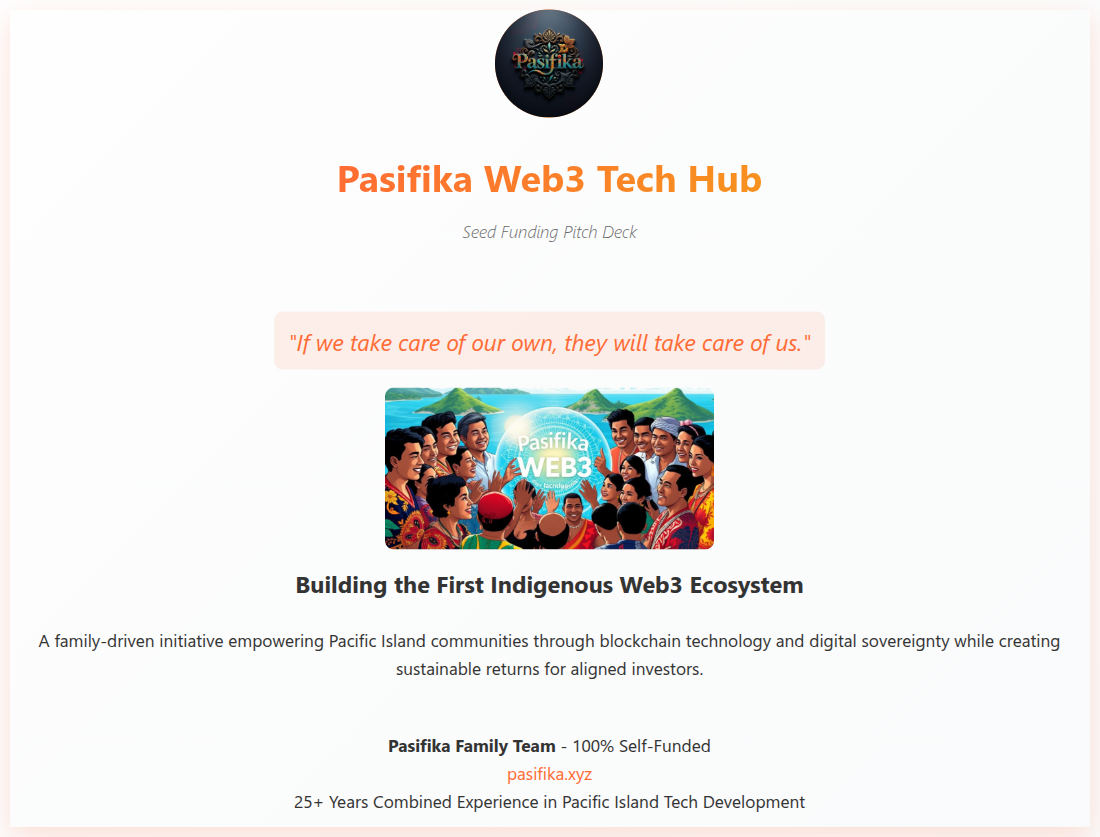 Pasifika
Pasifika Web3 Tech Hub
Seed Funding Pitch Deck
"If we take care of our own, they will take care of us."
Pasifika
WEB3
Building the First Indigenous Web3 Ecosystem
A family-driven initiative empowering Pacific Island communities through blockchain technology and digital sovereignty while creating
sustainable returns for aligned investors.
Pasifika Family Team - 100% Self-Funded
pasifika.xyz
25+ Years Combined Experience in Pacific Island Tech Development